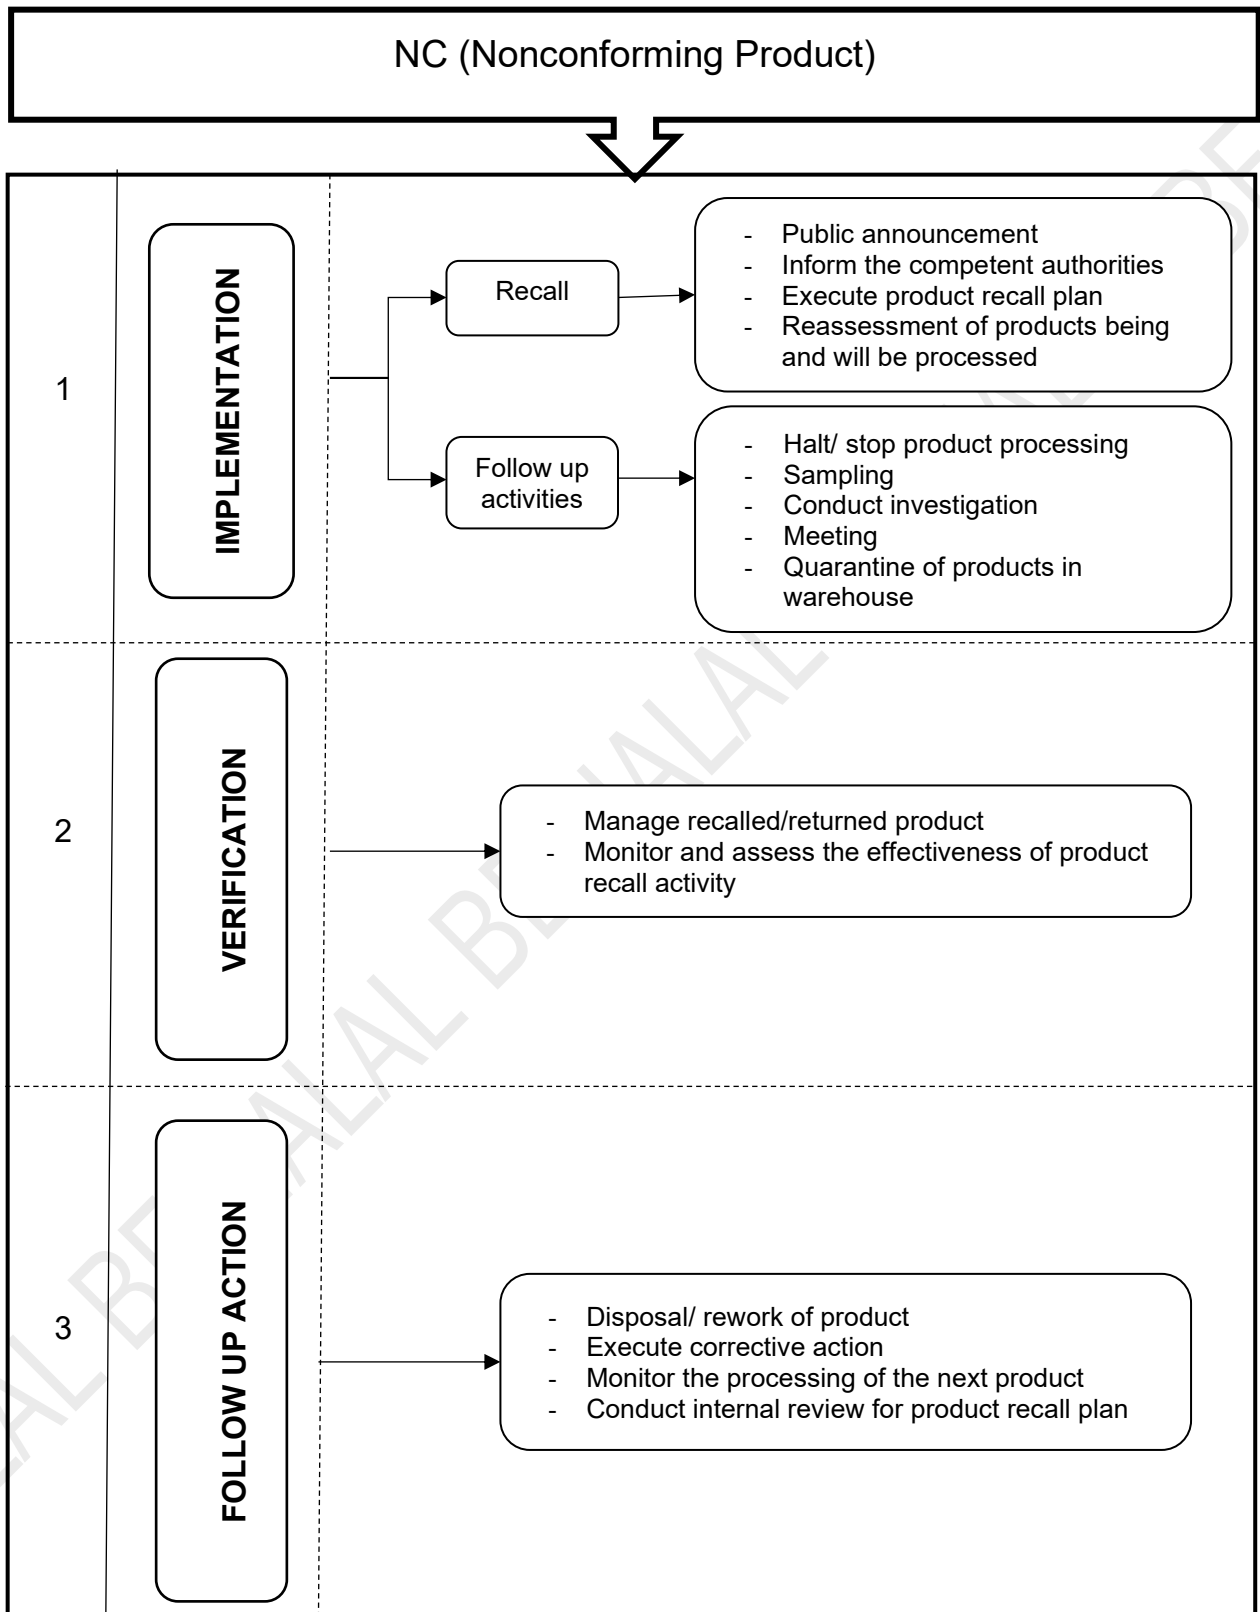 NC (Nonconforming Product)
1
IMPLEMENTATION
Recall
- Public announcement
- Inform the competent authorities
- Execute product recall plan
- Reassessment of products being
and will be processed
Follow up
activities
- Halt/ stop product processing
- Sampling
- Conduct investigation
- Meeting
- Quarantine of products in
warehouse
2
VERIFICATION
- Manage recalled/returned product
- Monitor and assess the effectiveness of product
recall activity
3
FOLLOW UP ACTION
- Disposal/ rework of product
- Execute corrective action
- Monitor the processing of the next product
- Conduct internal review for product recall plan